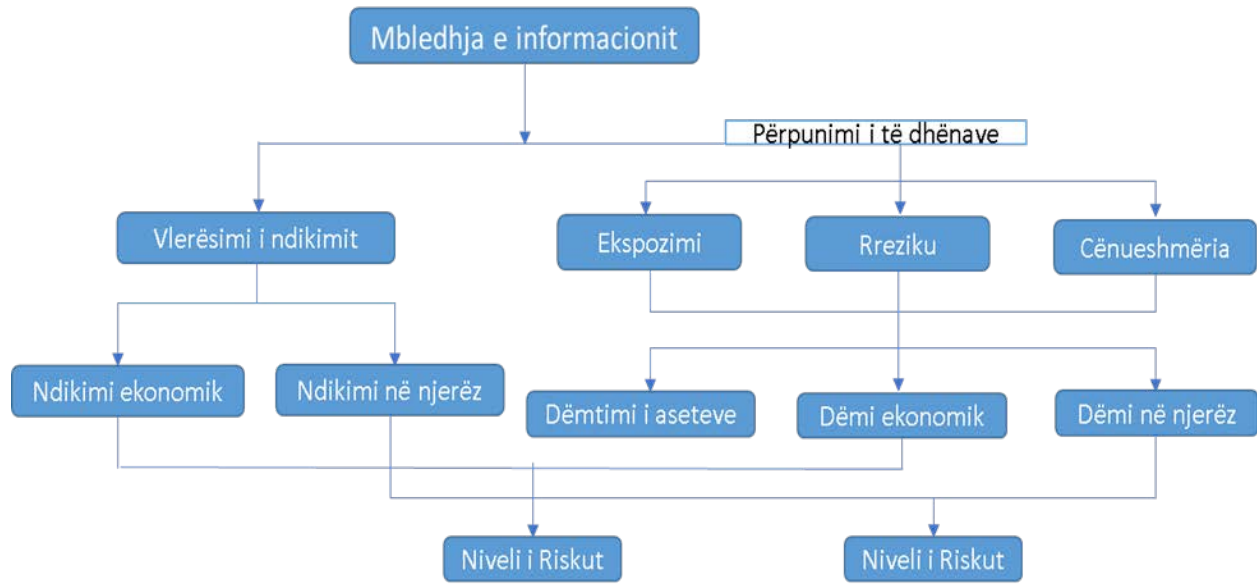 Mbledhja e informacionit
Përpunimi i të dhënave
Vlerësimi i ndikimit
Ekspozimi
Rreziku
Cënueshmëria
Ndikimi ekonomik
Ndikimi në njerëz
Dëmtimi i aseteve
Dëmi ekonomik
Dëmi në njerëz
Niveli i Riskut
Niveli i Riskut